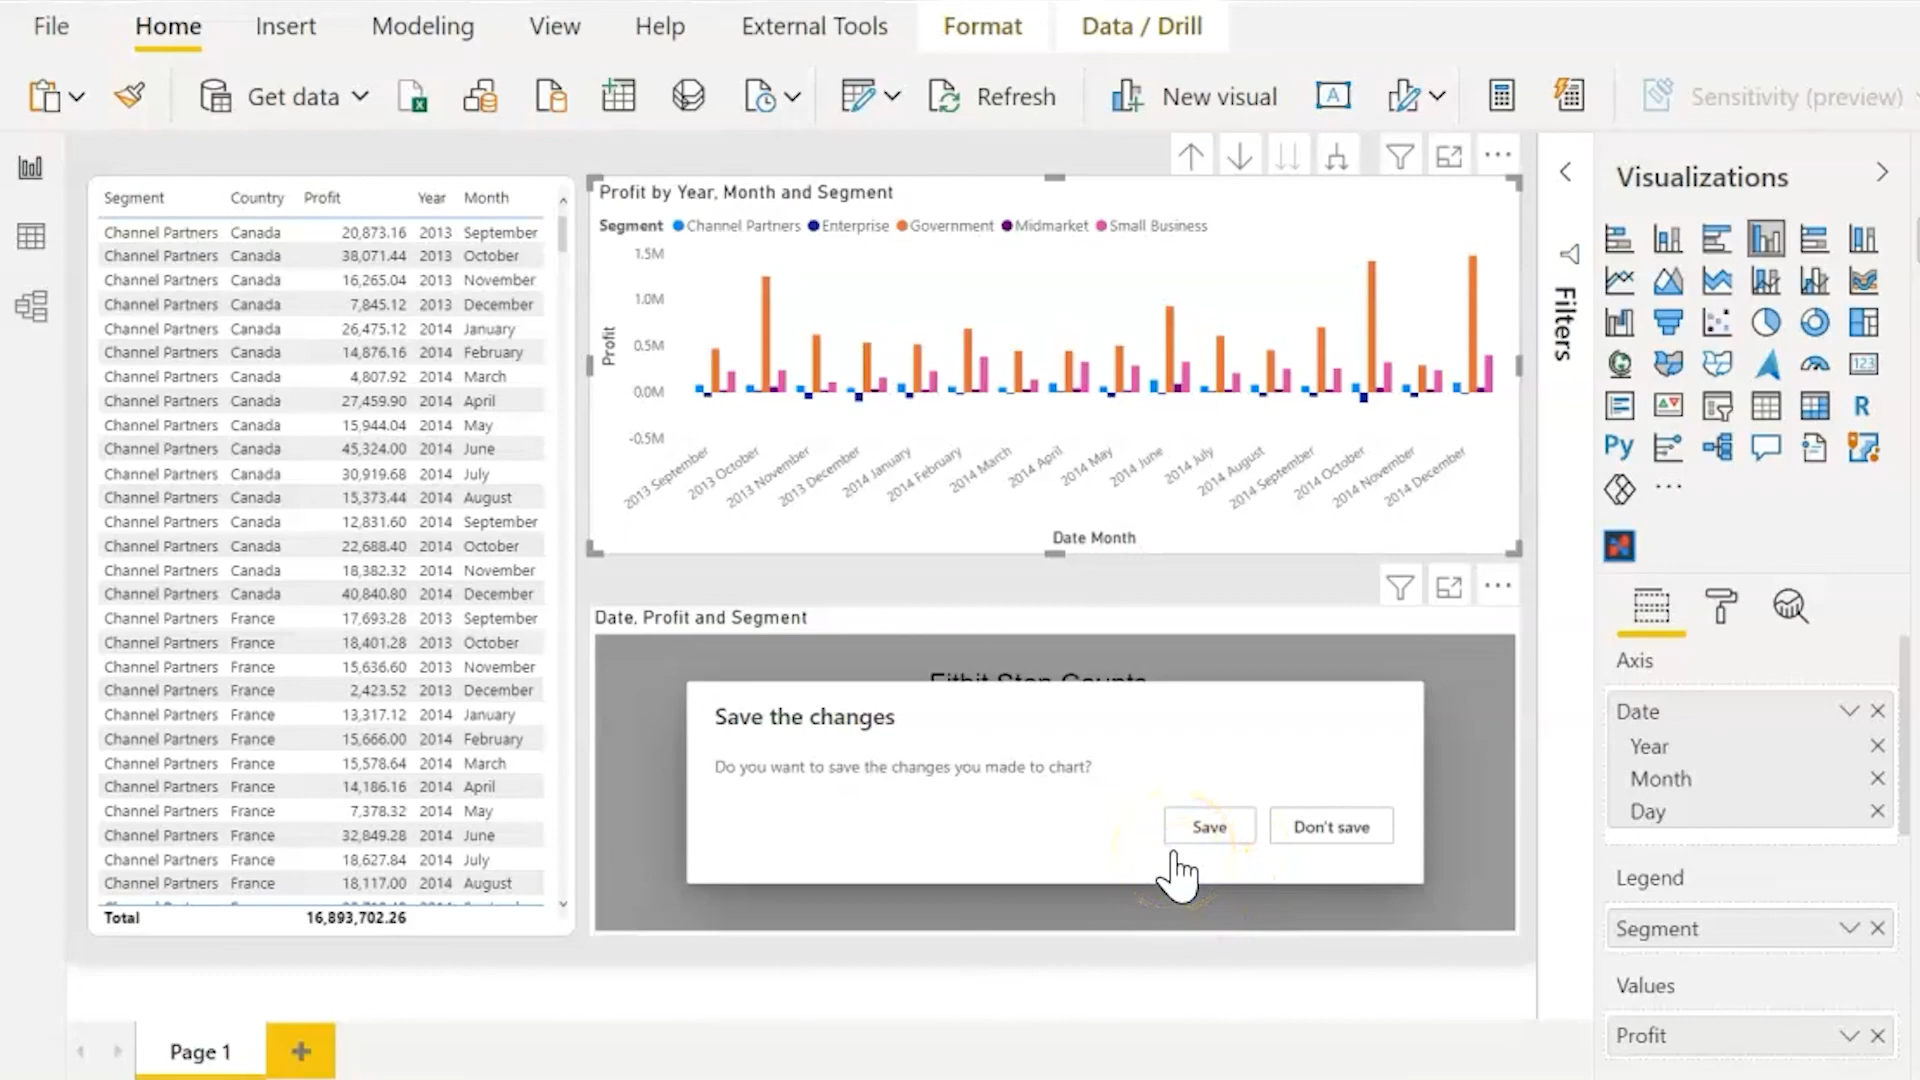 File Home Insert Modeling View Help External Tools Format Data / Drill
Get data Refresh New visual Sensitivity (preview)
Segment Country Profit Year Month
Channel Partners Canada 20,873.16 2013 September
Channel Partners Canada 38,071.44 2013 October
Channel Partners Canada 16,265.04 2013 November
Channel Partners Canada 7,845.12 2013 December
Channel Partners Canada 26,475.12 2014 January
Channel Partners Canada 14,876.16 2014 February
Channel Partners Canada 4,807.92 2014 March
Channel Partners Canada 27,459.90 2014 April
Channel Partners Canada 15,944.04 2014 May
Channel Partners Canada 45,324.00 2014 June
Channel Partners Canada 30,919.68 2014 July
Channel Partners Canada 15,373.44 2014 August
Channel Partners Canada 12,831.60 2014 September
Channel Partners Canada 22,688.40 2014 October
Channel Partners Canada 18,382.32 2014 November
Channel Partners Canada 40,840.80 2014 December
Channel Partners France 17,693.28 2013 September
Channel Partners France 18,401.28 2013 October
Channel Partners France 15,636.60 2013 November
Channel Partners France 2,423.52 2013 December
Channel Partners France 13,317.12 2014 January
Channel Partners France 15,666.00 2014 February
Channel Partners France 15,578.64 2014 March
Channel Partners France 14,186.16 2014 April
Channel Partners France 7,378.32 2014 May
Channel Partners France 32,849.28 2014 June
Channel Partners France 18,627.84 2014 July
Channel Partners France 18,117.00 2014 August
Total 16,893,702.26
Profit by Year, Month and Segment
Segment Channel Partners Enterprise Government Midmarket Small Business
Profit
1.5M
1.0M
0.5M
0.0M
-0.5M
2013 September
2013 October
2013 November
2013 December
2014 January
2014 February
2014 March
2014 April
2014 May
2014 June
2014 July
2014 August
2014 September
2014 October
2014 November
2014 December
Date Month
Date, Profit and Segment
Save the changes
Do you want to save the changes you made to chart?
Save Don't save
Filters
Visualizations
123
R
Py
Axis
Date
Year
Month
Day
Legend
Segment
Values
Profit
Page 1